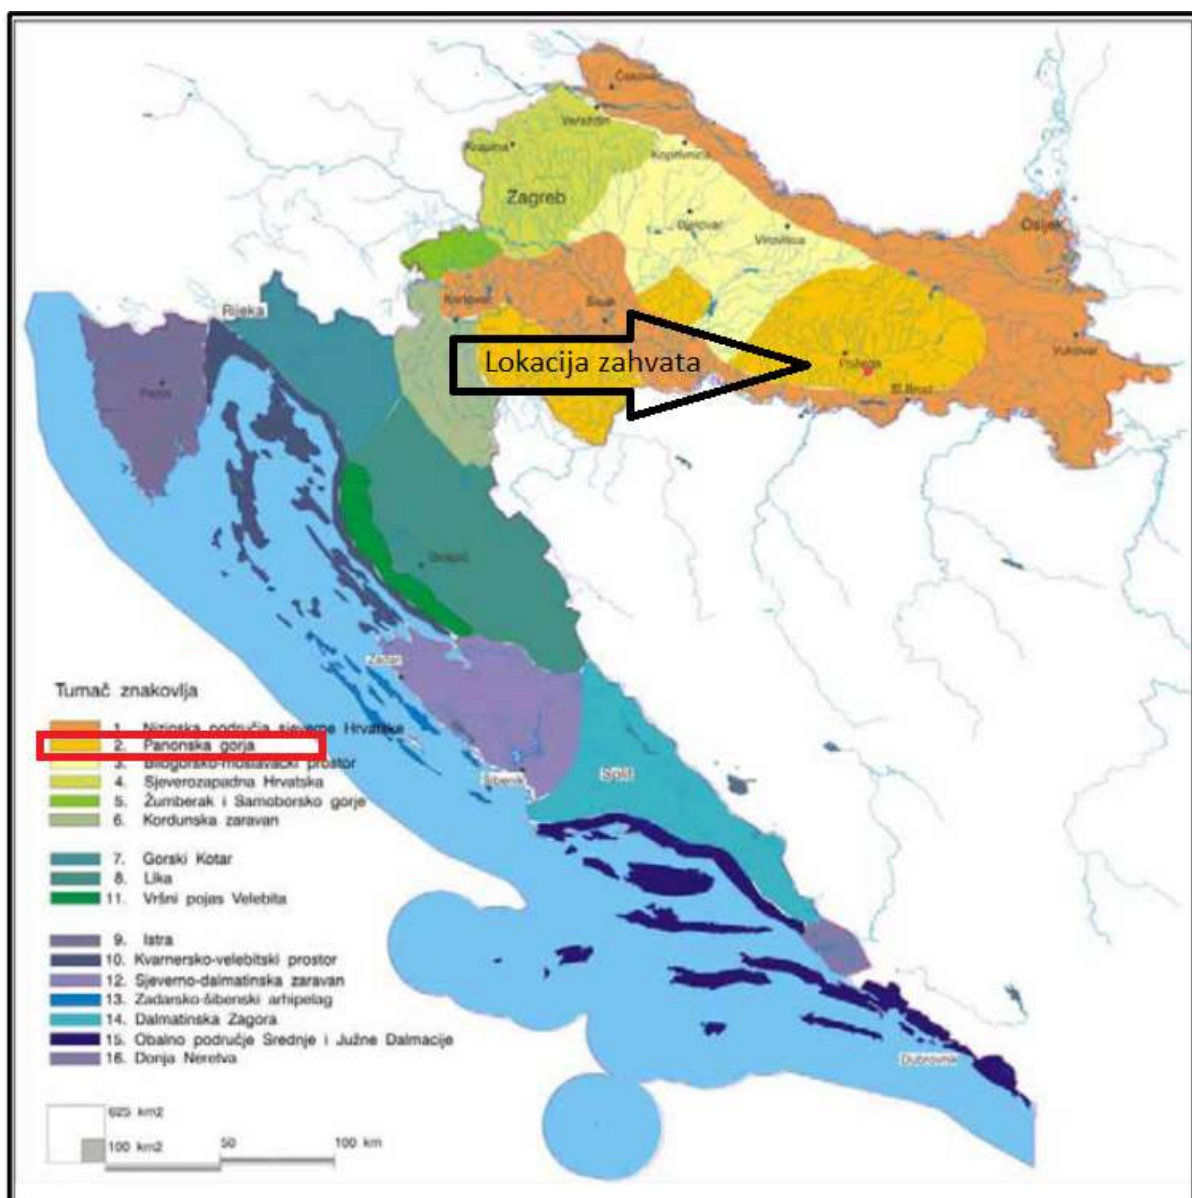 Čakovec
Varaždin
Krapina
Koprivnica
Zagreb
Bjelovar
Virovitica
Osijek
Karlovac
Sisak
Rijeka
Vukovar
Lokacija zahvata
Požega
Sl.Brod
Pazin
Gospić
Zadar
Šibenik
Split
Dubrovnik
Tumač znakovlja
1. Nizinska područja sjeverne Hrvatske
2. Panonska gorja
3. Bilogorsko-moslavački prostor
4. Sjeverozapadna Hrvatska
5. Žumberak i Samoborsko gorje
6. Kordunska zaravan
7. Gorski Kotar
8. Lika
11. Vršni pojas Velebita
9. Istra
10. Kvarnersko-velebitski prostor
12. Sjeverno-dalmatinska zaravan
13. Zadarsko-šibenski arhipelag
14. Dalmatinska Zagora
15. Obalno područje Srednje i Južne Dalmacije
16. Donja Neretva
625 km2
100 km2
50
100 km